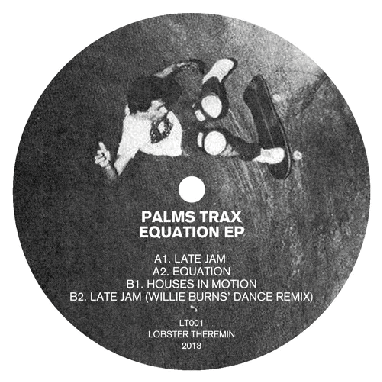 PALMS TRAX
EQUATION EP
A1. LATE JAM
A2. EQUATION
B1. HOUSES IN MOTION
B2. LATE JAM (WILLIE BURNS' DANCE REMIX)
LT001
LOBSTER THEREMIN
2013